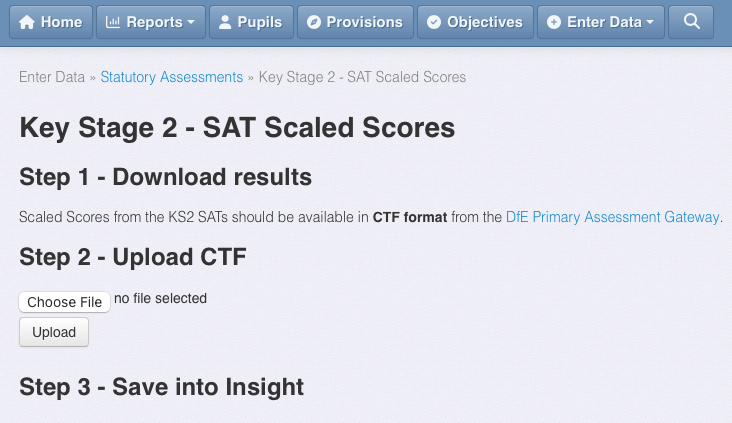 Home Reports Pupils Provisions Objectives Enter Data
Enter Data » Statutory Assessments » Key Stage 2 - SAT Scaled Scores
Key Stage 2 - SAT Scaled Scores
Step 1 - Download results
Scaled Scores from the KS2 SATs should be available in CTF format from the DfE Primary Assessment Gateway.
Step 2 - Upload CTF
Choose File no file selected
Upload
Step 3 - Save into Insight